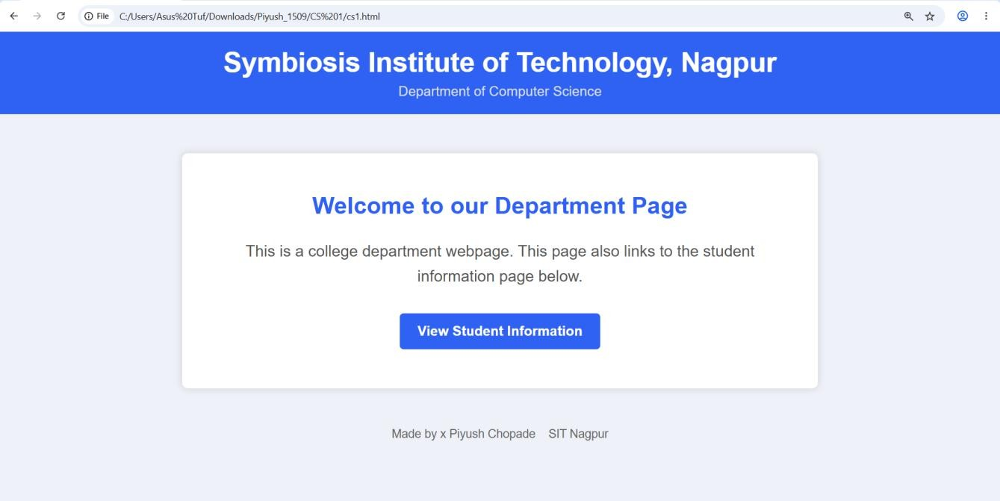 File C:/Users/Asus%20Tuf/Downloads/Piyush_1509/CS%201/cs1.html
Symbiosis Institute of Technology, Nagpur
Department of Computer Science
Welcome to our Department Page
This is a college department webpage. This page also links to the student
information page below.
View Student Information
Made by x Piyush Chopade SIT Nagpur